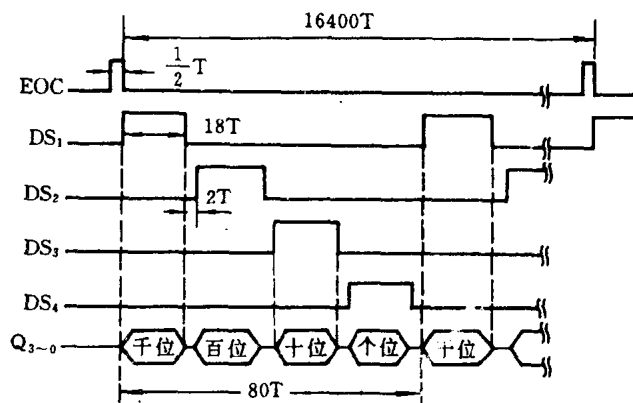 16400T
1/2 T
EOC
DS₁ 18T
DS₂ 2T
DS₃
DS₄
Q₃~₀ 千位 百位 十位 个位 千位
80T